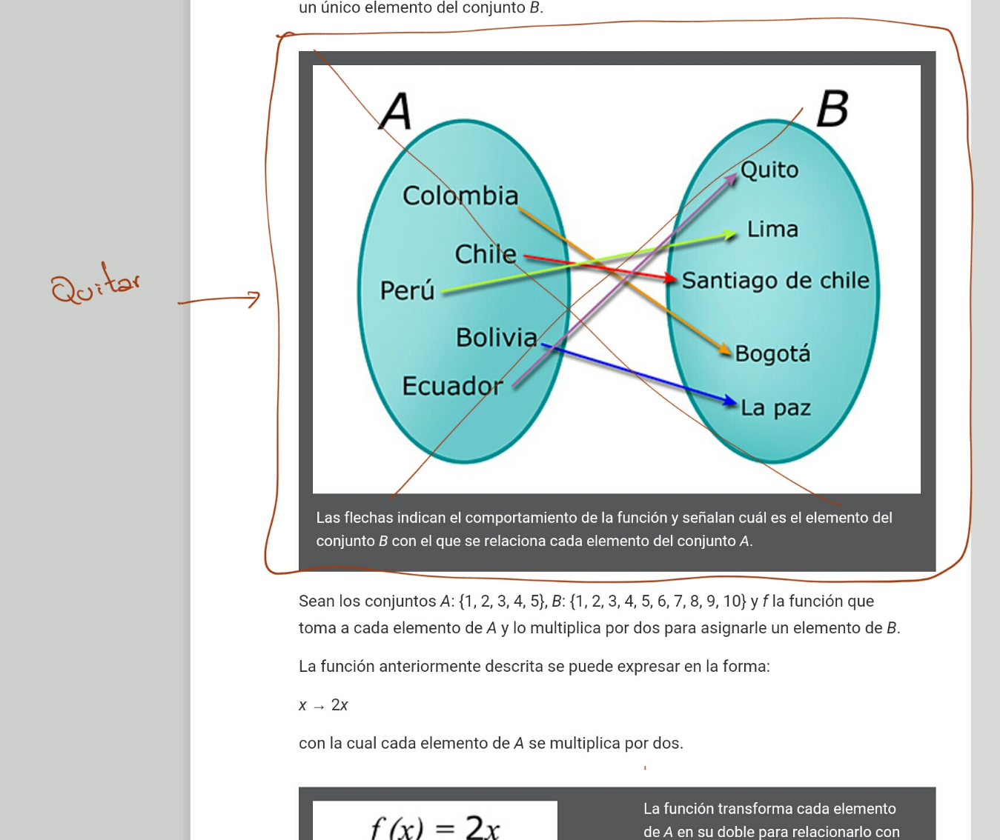 un único elemento del conjunto B.
A
B
Quito
Colombia
Lima
Chile
Santiago de chile
Perú
Quitar
Bolivia
Bogotá
Ecuador
La paz
Las flechas indican el comportamiento de la función y señalan cuál es el elemento del
conjunto B con el que se relaciona cada elemento del conjunto A.
Sean los conjuntos A: {1, 2, 3, 4, 5}, B: {1, 2, 3, 4, 5, 6, 7, 8, 9, 10} y f la función que
toma a cada elemento de A y lo multiplica por dos para asignarle un elemento de B.
La función anteriormente descrita se puede expresar en la forma:
x → 2x
con la cual cada elemento de A se multiplica por dos.
f (x) = 2x
La función transforma cada elemento
de A en su doble para relacionarlo con